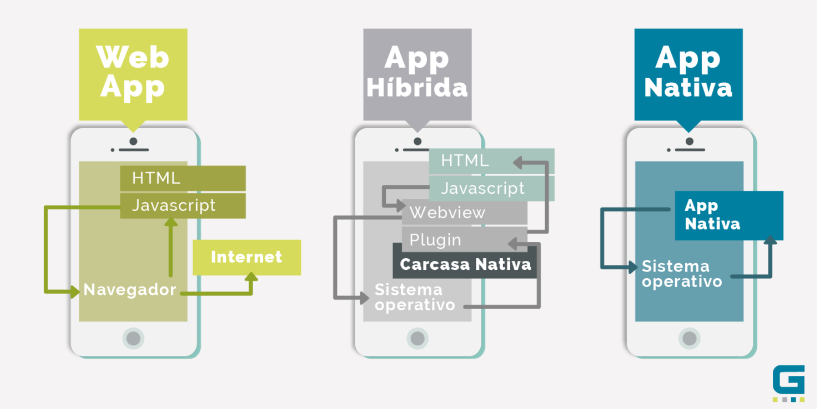 Web
App
HTML
Javascript
Internet
Navegador
App
Híbrida
HTML
Javascript
Webview
Plugin
Carcasa Nativa
Sistema
operativo
App
Nativa
App
Nativa
Sistema
operativo
G